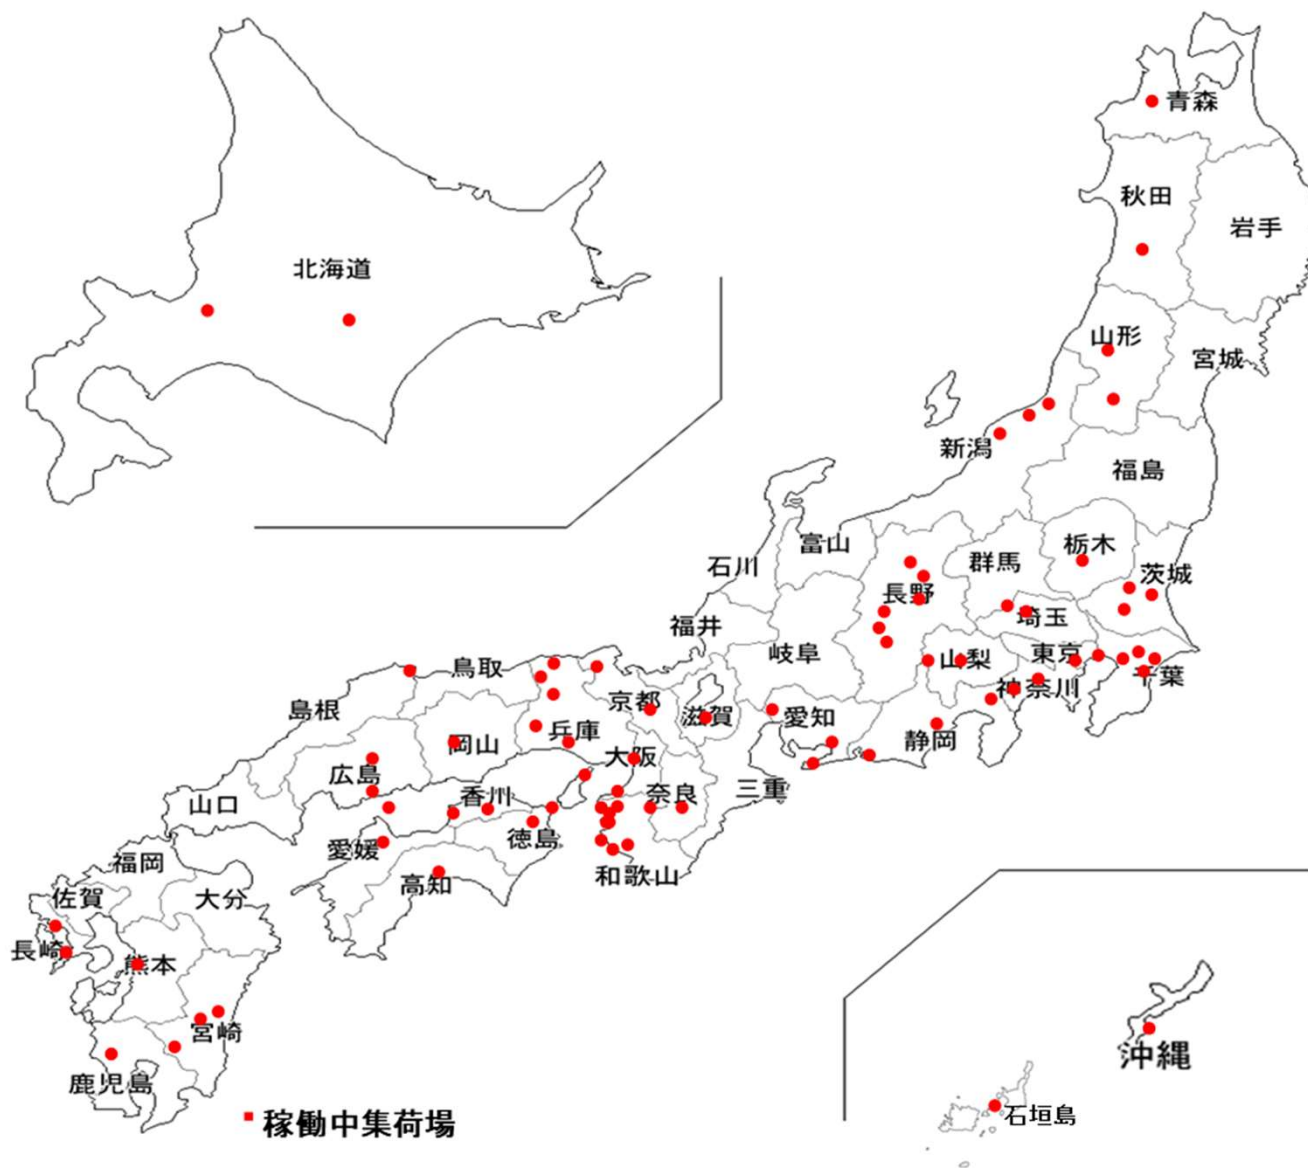 青森
秋田
岩手
北海道
山形
宮城
新潟
福島
富山
栃木
群馬
石川
茨城
長野
埼玉
福井
岐阜
東京
山梨
鳥取
千葉
神奈川
京都
滋賀
愛知
島根
兵庫
静岡
岡山
大阪
広島
三重
奈良
香川
山口
徳島
愛媛
福岡
和歌山
高知
佐賀
大分
長崎
熊本
宮崎
沖縄
鹿児島
石垣島
稼働中集荷場